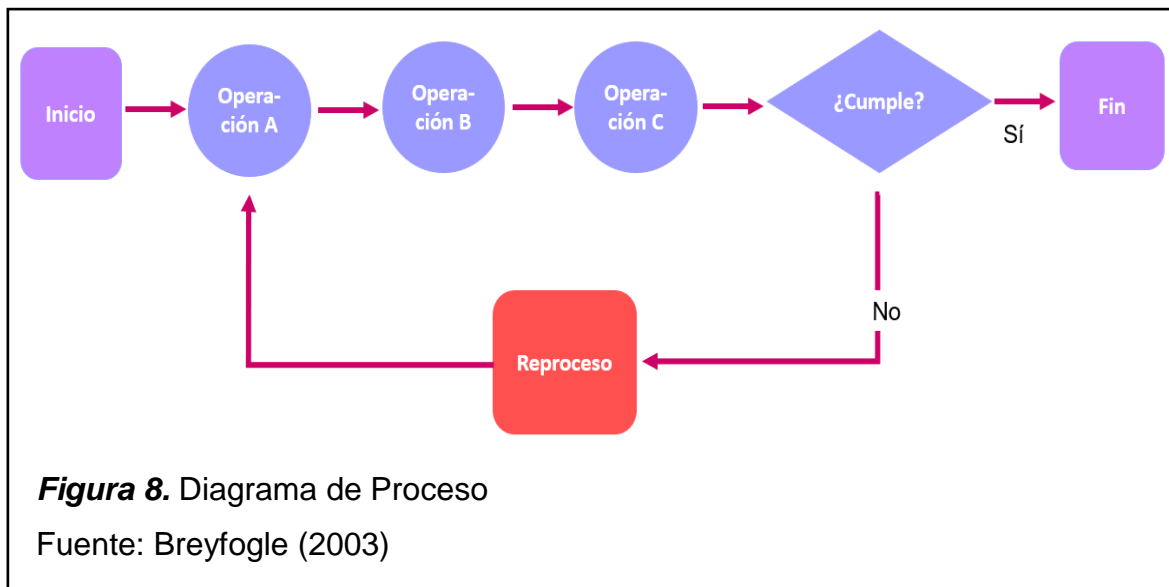 Inicio
Opera-
ción A
Opera-
ción B
Opera-
ción C
¿Cumple?
Sí
Fin
No
Reproceso
Figura 8. Diagrama de Proceso
Fuente: Breyfogle (2003)